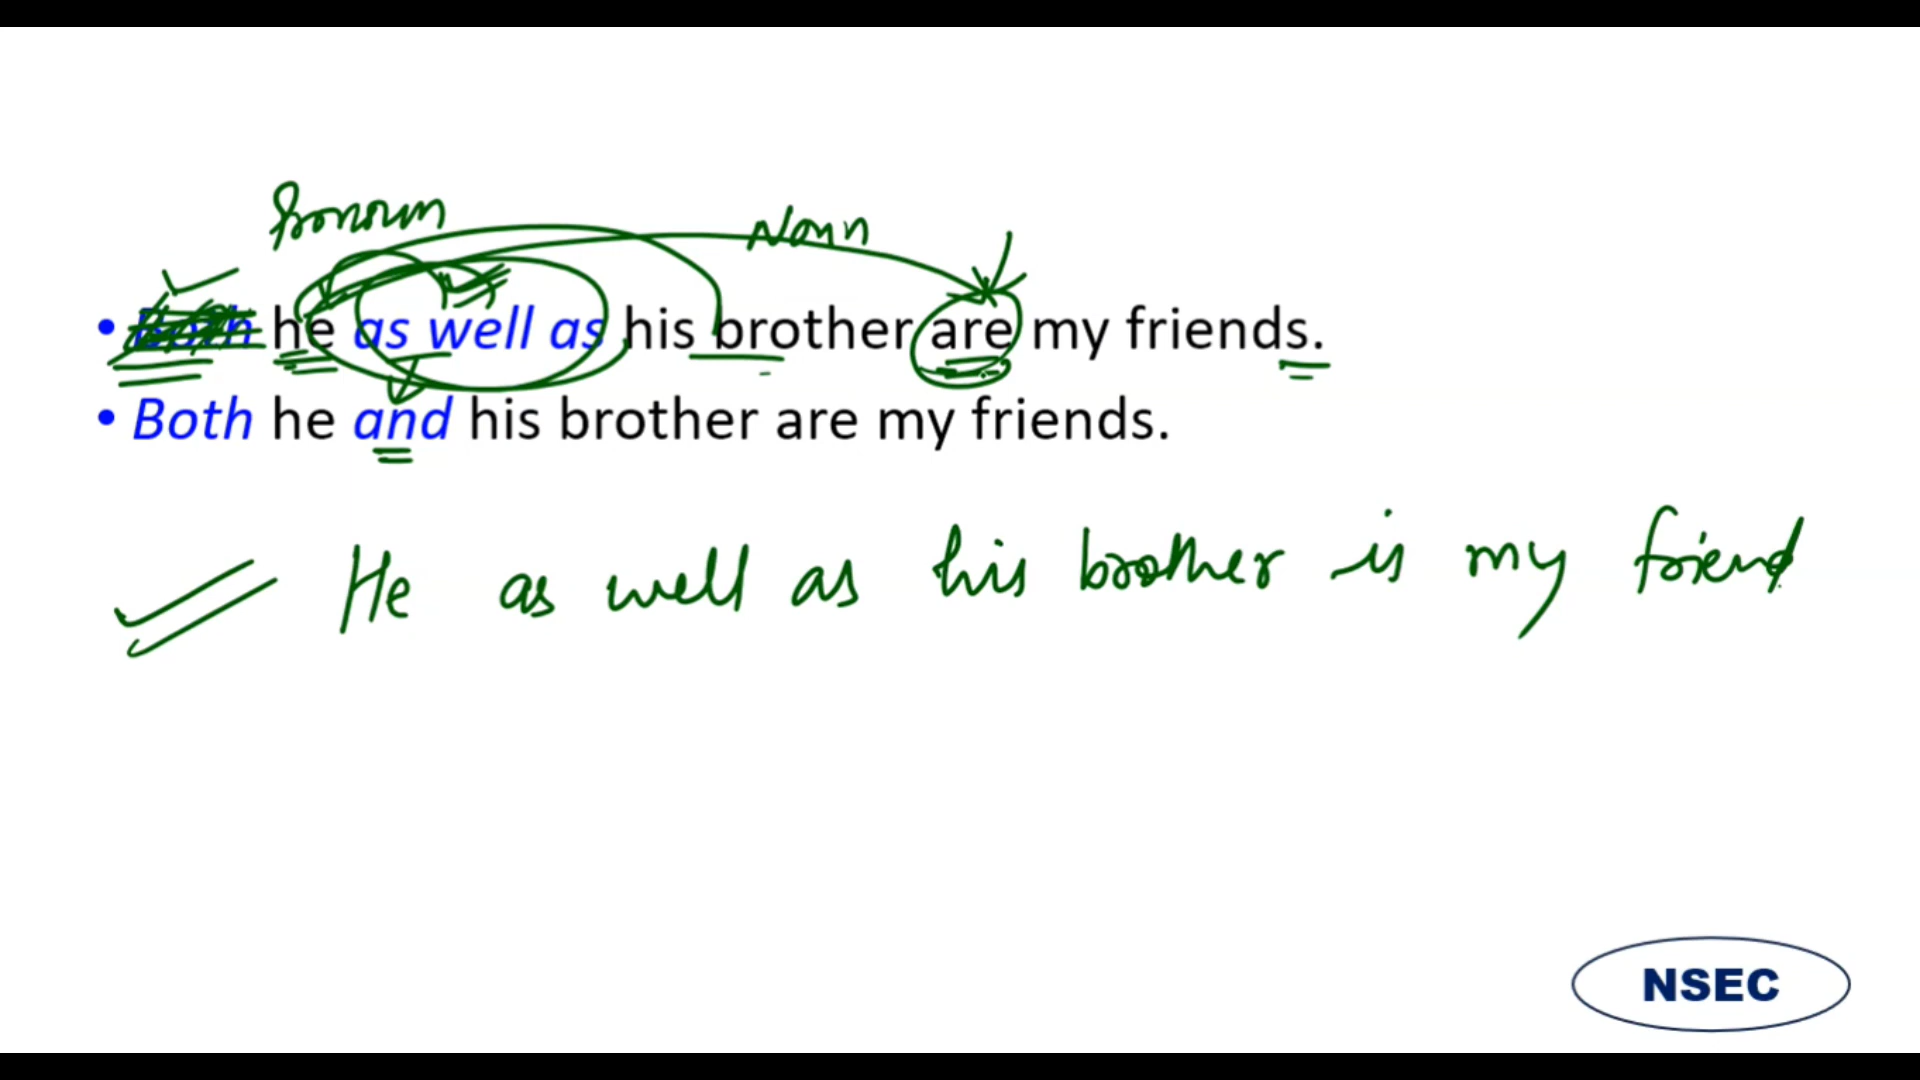 Pronoun Noun
• Both he as well as his brother are my friends.
• Both he and his brother are my friends.
He as well as his brother is my friend
NSEC